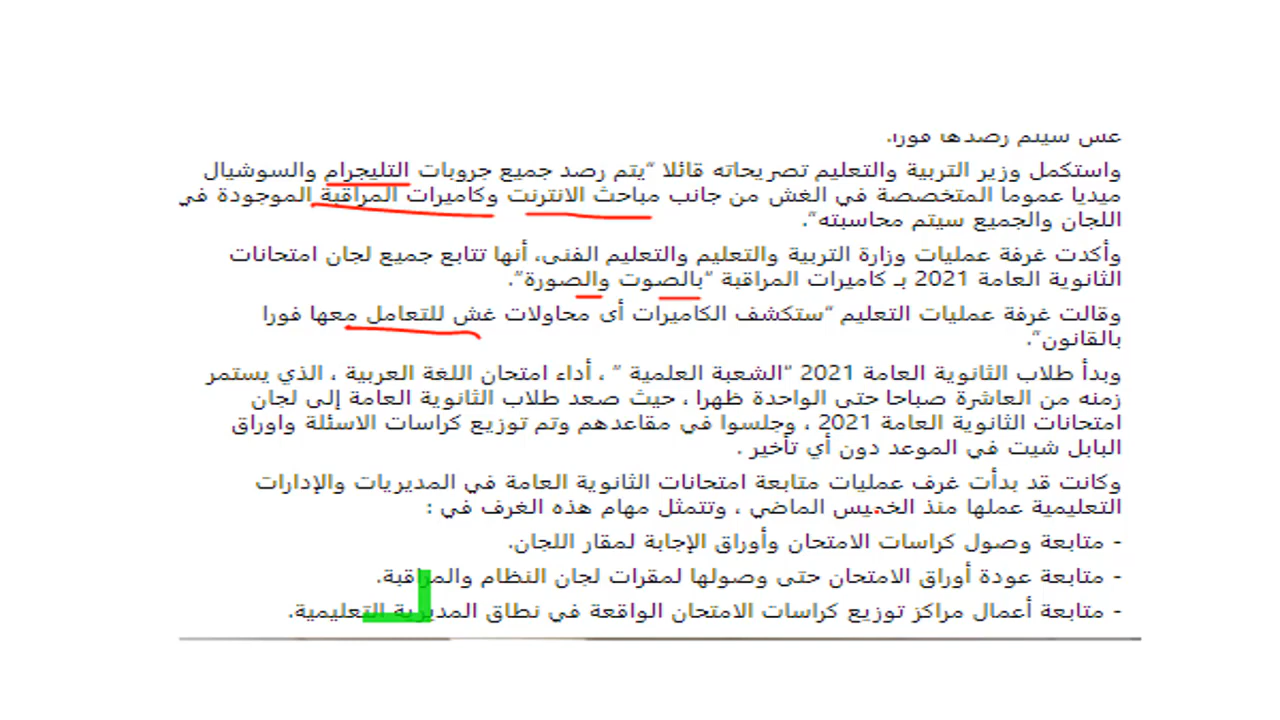 غش سيتم رصدها فورا.
واستكمل وزير التربية والتعليم تصريحاته قائلا "يتم رصد جميع جروبات التليجرام والسوشيال
ميديا عموما المتخصصة في الغش من جانب مباحث الانترنت وكاميرات المراقبة الموجودة في
اللجان والجميع سيتم محاسبته".
وأكدت غرفة عمليات وزارة التربية والتعليم والتعليم الفنى، أنها تتابع جميع لجان امتحانات
الثانوية العامة 2021 بـ كاميرات المراقبة "بالصوت والصورة".
وقالت غرفة عمليات التعليم "ستكشف الكاميرات أى محاولات غش للتعامل معها فورا
بالقانون".
وبدأ طلاب الثانوية العامة 2021 "الشعبة العلمية " ، أداء امتحان اللغة العربية ، الذي يستمر
زمنه من العاشرة صباحا حتى الواحدة ظهرا ، حيث صعد طلاب الثانوية العامة إلى لجان
امتحانات الثانوية العامة 2021 ، وجلسوا في مقاعدهم وتم توزيع كراسات الاسئلة واوراق
البابل شيت في الموعد دون أي تأخير .
وكانت قد بدأت غرف عمليات متابعة امتحانات الثانوية العامة في المديريات والإدارات
التعليمية عملها منذ الخميس الماضي ، وتتمثل مهام هذه الغرف في :
- متابعة وصول كراسات الامتحان وأوراق الإجابة لمقار اللجان.
- متابعة عودة أوراق الامتحان حتى وصولها لمقرات لجان النظام والمراقبة.
- متابعة أعمال مراكز توزيع كراسات الامتحان الواقعة في نطاق المديرية التعليمية.